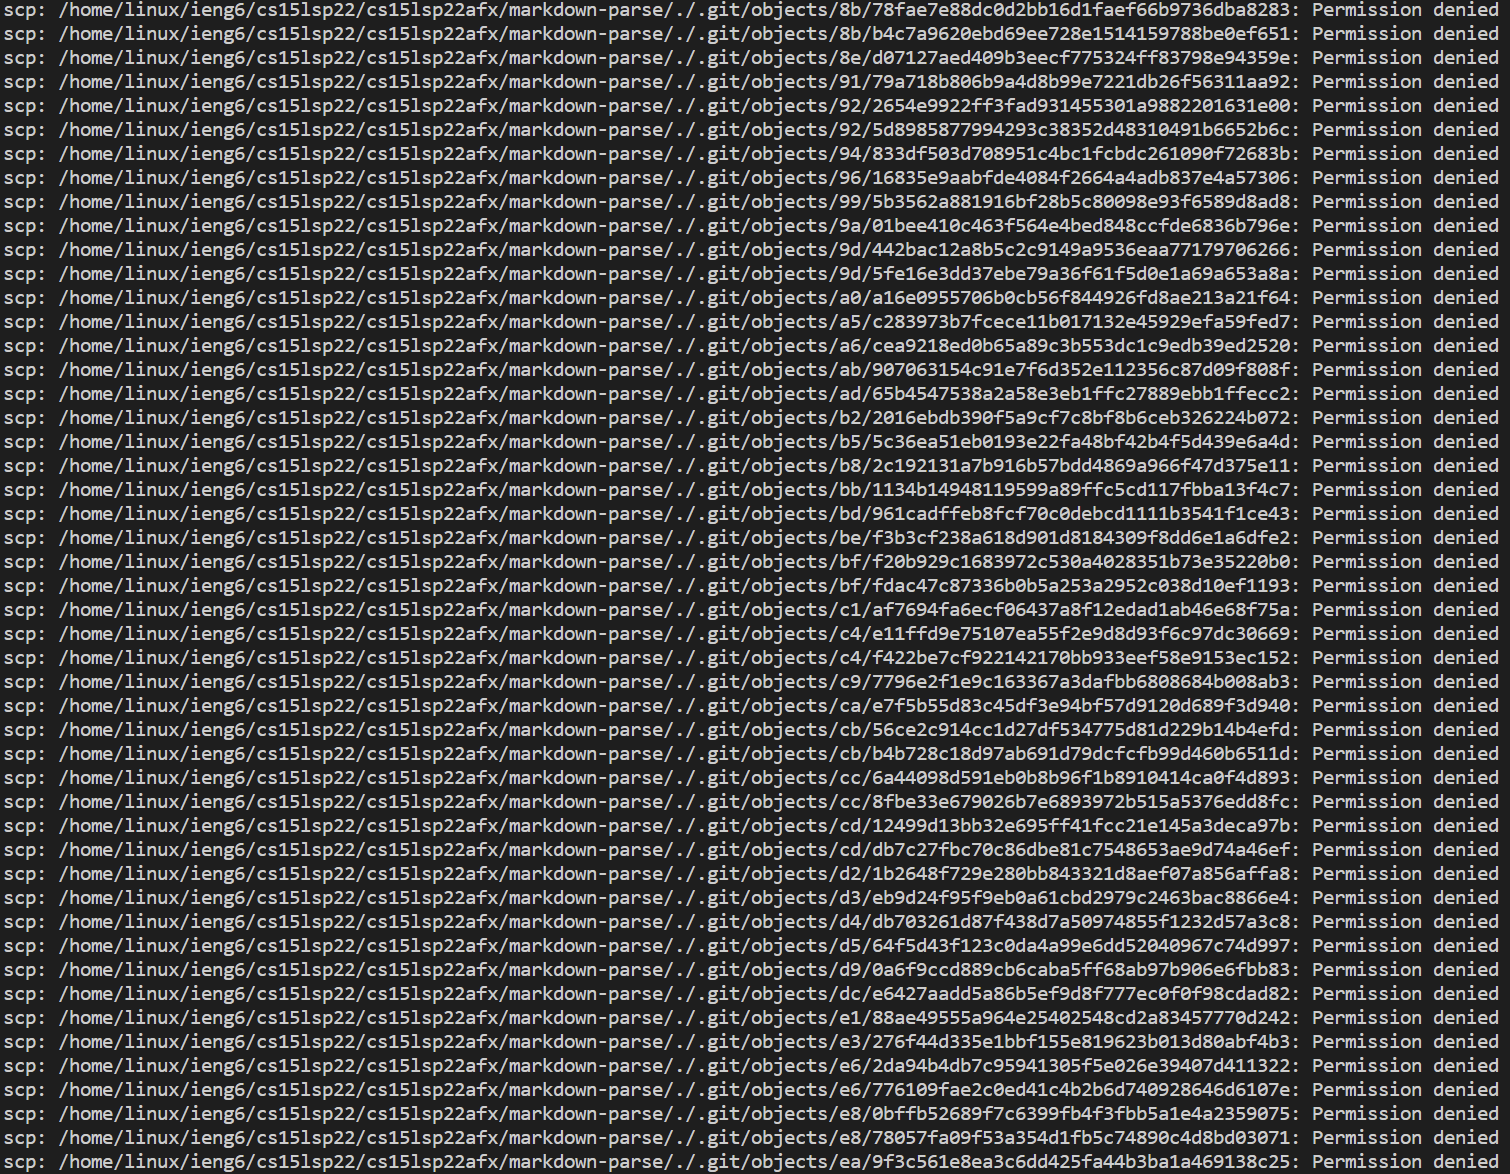 scp: /home/linux/ieng6/cs15lsp22/cs15lsp22afx/markdown-parse/./.git/objects/8b/78fae7e88dc0d2bb16d1faef66b9736dba8283: Permission denied
scp: /home/linux/ieng6/cs15lsp22/cs15lsp22afx/markdown-parse/./.git/objects/8b/b4c7a9620ebd69ee728e1514159788be0ef651: Permission denied
scp: /home/linux/ieng6/cs15lsp22/cs15lsp22afx/markdown-parse/./.git/objects/8e/d07127aed409b3eecf775324ff83798e94359e: Permission denied
scp: /home/linux/ieng6/cs15lsp22/cs15lsp22afx/markdown-parse/./.git/objects/91/79a718b806b9a4d8b99e7221db26f56311aa92: Permission denied
scp: /home/linux/ieng6/cs15lsp22/cs15lsp22afx/markdown-parse/./.git/objects/92/2654e9922ff3fad931455301a9882201631e00: Permission denied
scp: /home/linux/ieng6/cs15lsp22/cs15lsp22afx/markdown-parse/./.git/objects/92/5d8985877994293c38352d48310491b6652b6c: Permission denied
scp: /home/linux/ieng6/cs15lsp22/cs15lsp22afx/markdown-parse/./.git/objects/94/833df503d708951c4bc1fcbdc261090f72683b: Permission denied
scp: /home/linux/ieng6/cs15lsp22/cs15lsp22afx/markdown-parse/./.git/objects/96/16835e9aabfde4084f2664a4adb837e4a57306: Permission denied
scp: /home/linux/ieng6/cs15lsp22/cs15lsp22afx/markdown-parse/./.git/objects/99/5b3562a881916bf28b5c80098e93f6589d8ad8: Permission denied
scp: /home/linux/ieng6/cs15lsp22/cs15lsp22afx/markdown-parse/./.git/objects/9a/01bee410c463f564e4bed848ccfde6836b796e: Permission denied
scp: /home/linux/ieng6/cs15lsp22/cs15lsp22afx/markdown-parse/./.git/objects/9d/442bac12a8b5c2c9149a9536eaa77179706266: Permission denied
scp: /home/linux/ieng6/cs15lsp22/cs15lsp22afx/markdown-parse/./.git/objects/9d/5fe16e3dd37ebe79a36f61f5d0e1a69a653a8a: Permission denied
scp: /home/linux/ieng6/cs15lsp22/cs15lsp22afx/markdown-parse/./.git/objects/a0/a16e0955706b0cb56f844926fd8ae213a21f64: Permission denied
scp: /home/linux/ieng6/cs15lsp22/cs15lsp22afx/markdown-parse/./.git/objects/a5/c283973b7fcece11b017132e45929efa59fed7: Permission denied
scp: /home/linux/ieng6/cs15lsp22/cs15lsp22afx/markdown-parse/./.git/objects/a6/cea9218ed0b65a89c3b553dc1c9edb39ed2520: Permission denied
scp: /home/linux/ieng6/cs15lsp22/cs15lsp22afx/markdown-parse/./.git/objects/ab/907063154c91e7f6d352e112356c87d09f808f: Permission denied
scp: /home/linux/ieng6/cs15lsp22/cs15lsp22afx/markdown-parse/./.git/objects/ad/65b4547538a2a58e3eb1ffc27889ebb1ffecc2: Permission denied
scp: /home/linux/ieng6/cs15lsp22/cs15lsp22afx/markdown-parse/./.git/objects/b2/2016ebdb390f5a9cf7c8bf8b6ceb326224b072: Permission denied
scp: /home/linux/ieng6/cs15lsp22/cs15lsp22afx/markdown-parse/./.git/objects/b5/5c36ea51eb0193e22fa48bf42b4f5d439e6a4d: Permission denied
scp: /home/linux/ieng6/cs15lsp22/cs15lsp22afx/markdown-parse/./.git/objects/b8/2c192131a7b916b57bdd4869a966f47d375e11: Permission denied
scp: /home/linux/ieng6/cs15lsp22/cs15lsp22afx/markdown-parse/./.git/objects/bb/1134b14948119599a89ffc5cd117fbba13f4c7: Permission denied
scp: /home/linux/ieng6/cs15lsp22/cs15lsp22afx/markdown-parse/./.git/objects/bd/961cadffeb8fcf70c0debcd1111b3541f1ce43: Permission denied
scp: /home/linux/ieng6/cs15lsp22/cs15lsp22afx/markdown-parse/./.git/objects/be/f3b3cf238a618d901d8184309f8dd6e1a6dfe2: Permission denied
scp: /home/linux/ieng6/cs15lsp22/cs15lsp22afx/markdown-parse/./.git/objects/bf/f20b929c1683972c530a4028351b73e35220b0: Permission denied
scp: /home/linux/ieng6/cs15lsp22/cs15lsp22afx/markdown-parse/./.git/objects/bf/fdac47c87336b0b5a253a2952c038d10ef1193: Permission denied
scp: /home/linux/ieng6/cs15lsp22/cs15lsp22afx/markdown-parse/./.git/objects/c1/af7694fa6ecf06437a8f12edad1ab46e68f75a: Permission denied
scp: /home/linux/ieng6/cs15lsp22/cs15lsp22afx/markdown-parse/./.git/objects/c4/e11ffd9e75107ea55f2e9d8d93f6c97dc30669: Permission denied
scp: /home/linux/ieng6/cs15lsp22/cs15lsp22afx/markdown-parse/./.git/objects/c4/f422be7cf922142170bb933eef58e9153ec152: Permission denied
scp: /home/linux/ieng6/cs15lsp22/cs15lsp22afx/markdown-parse/./.git/objects/c9/7796e2f1e9c163367a3dafbb6808684b008ab3: Permission denied
scp: /home/linux/ieng6/cs15lsp22/cs15lsp22afx/markdown-parse/./.git/objects/ca/e7f5b55d83c45df3e94bf57d9120d689f3d940: Permission denied
scp: /home/linux/ieng6/cs15lsp22/cs15lsp22afx/markdown-parse/./.git/objects/cb/56ce2c914cc1d27df534775d81d229b14b4efd: Permission denied
scp: /home/linux/ieng6/cs15lsp22/cs15lsp22afx/markdown-parse/./.git/objects/cb/b4b728c18d97ab691d79dcfcfb99d460b6511d: Permission denied
scp: /home/linux/ieng6/cs15lsp22/cs15lsp22afx/markdown-parse/./.git/objects/cc/6a44098d591eb0b8b96f1b8910414ca0f4d893: Permission denied
scp: /home/linux/ieng6/cs15lsp22/cs15lsp22afx/markdown-parse/./.git/objects/cc/8fbe33e679026b7e6893972b515a5376edd8fc: Permission denied
scp: /home/linux/ieng6/cs15lsp22/cs15lsp22afx/markdown-parse/./.git/objects/cd/12499d13bb32e695ff41fcc21e145a3deca97b: Permission denied
scp: /home/linux/ieng6/cs15lsp22/cs15lsp22afx/markdown-parse/./.git/objects/cd/db7c27fbc70c86dbe81c7548653ae9d74a46ef: Permission denied
scp: /home/linux/ieng6/cs15lsp22/cs15lsp22afx/markdown-parse/./.git/objects/d2/1b2648f729e280bb843321d8aef07a856affa8: Permission denied
scp: /home/linux/ieng6/cs15lsp22/cs15lsp22afx/markdown-parse/./.git/objects/d3/eb9d24f95f9eb0a61cbd2979c2463bac8866e4: Permission denied
scp: /home/linux/ieng6/cs15lsp22/cs15lsp22afx/markdown-parse/./.git/objects/d4/db703261d87f438d7a50974855f1232d57a3c8: Permission denied
scp: /home/linux/ieng6/cs15lsp22/cs15lsp22afx/markdown-parse/./.git/objects/d5/64f5d43f123c0da4a99e6dd52040967c74d997: Permission denied
scp: /home/linux/ieng6/cs15lsp22/cs15lsp22afx/markdown-parse/./.git/objects/d9/0a6f9ccd889cb6caba5ff68ab97b906e6fbb83: Permission denied
scp: /home/linux/ieng6/cs15lsp22/cs15lsp22afx/markdown-parse/./.git/objects/dc/e6427aadd5a86b5ef9d8f777ec0f0f98cdad82: Permission denied
scp: /home/linux/ieng6/cs15lsp22/cs15lsp22afx/markdown-parse/./.git/objects/e1/88ae49555a964e25402548cd2a83457770d242: Permission denied
scp: /home/linux/ieng6/cs15lsp22/cs15lsp22afx/markdown-parse/./.git/objects/e3/276f44d335e1bbf155e819623b013d80abf4b3: Permission denied
scp: /home/linux/ieng6/cs15lsp22/cs15lsp22afx/markdown-parse/./.git/objects/e6/2da94b4db7c95941305f5e026e39407d411322: Permission denied
scp: /home/linux/ieng6/cs15lsp22/cs15lsp22afx/markdown-parse/./.git/objects/e6/776109fae2c0ed41c4b2b6d740928646d6107e: Permission denied
scp: /home/linux/ieng6/cs15lsp22/cs15lsp22afx/markdown-parse/./.git/objects/e8/0bffb52689f7c6399fb4f3fbb5a1e4a2359075: Permission denied
scp: /home/linux/ieng6/cs15lsp22/cs15lsp22afx/markdown-parse/./.git/objects/e8/78057fa09f53a354d1fb5c74890c4d8bd03071: Permission denied
scp: /home/linux/ieng6/cs15lsp22/cs15lsp22afx/markdown-parse/./.git/objects/ea/9f3c561e8ea3c6dd425fa44b3ba1a469138c25: Permission denied